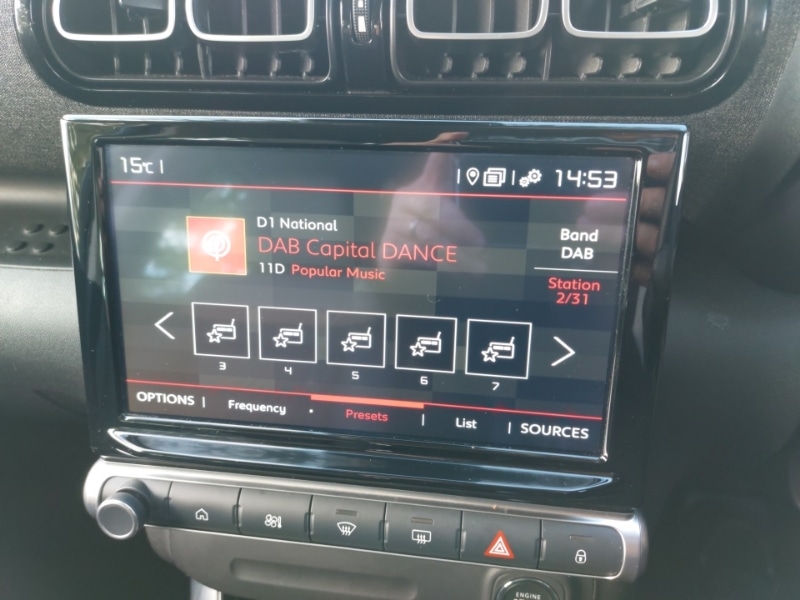 15℃ | | | 14:53
D1 National
DAB Capital DANCE
11D Popular Music
Band
DAB
Station
2/31
3 4 5 6 7
OPTIONS | Frequency • Presets | List | SOURCES
ENGINE